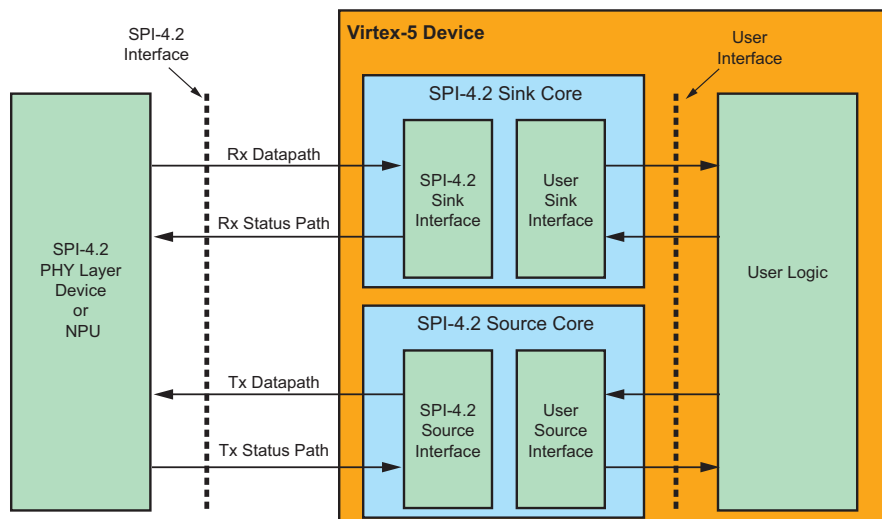 SPI-4.2
Interface
Virtex-5 Device
User
Interface
SPI-4.2 Sink Core
Rx Datapath
SPI-4.2
Sink
Interface
User
Sink
Interface
Rx Status Path
SPI-4.2
PHY Layer
Device
or
NPU
User Logic
SPI-4.2 Source Core
Tx Datapath
SPI-4.2
Source
Interface
User
Source
Interface
Tx Status Path